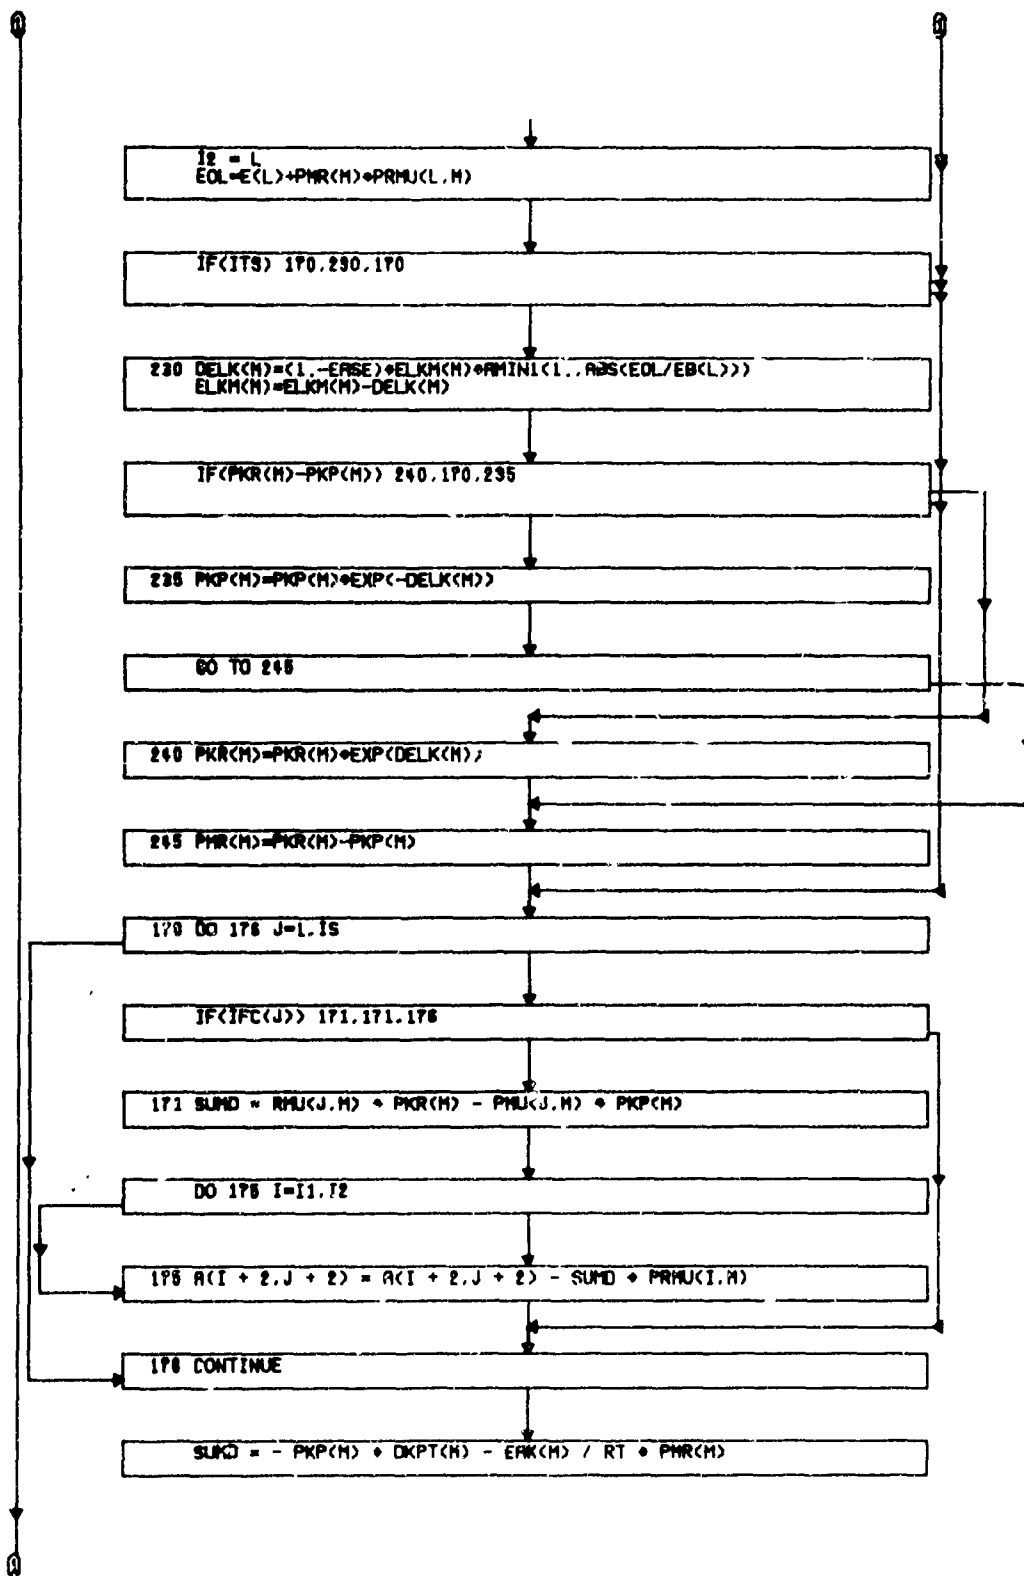 1
1
I2 = L
EOL=E(L)+PMR(M)*PRMU(L,M)
IF(ITS) 170,230,170
230 DELK(M)=(1.-EASE)*ELKM(M)*AMIN1(1.,ABS(EOL/EB(L)))
ELKM(M)=ELKM(M)-DELK(M)
IF(PKR(M)-PKP(M)) 240,170,235
235 PKP(M)=PKP(M)*EXP(-DELK(M))
GO TO 245
240 PKR(M)=PKR(M)*EXP(DELK(M))
245 PMR(M)=PKR(M)-PKP(M)
170 DO 176 J=L,IS
IF(IFC(J)) 171,171,176
171 SUMD = RMU(J,M) * PKR(M) - PMU(J,M) * PKP(M)
DO 175 I=I1,I2
175 A(I + 2,J + 2) = A(I + 2,J + 2) - SUMD * PRMU(I,M)
176 CONTINUE
SUMD = - PKP(M) * DKPT(M) - EAK(M) / RT * PMR(M)